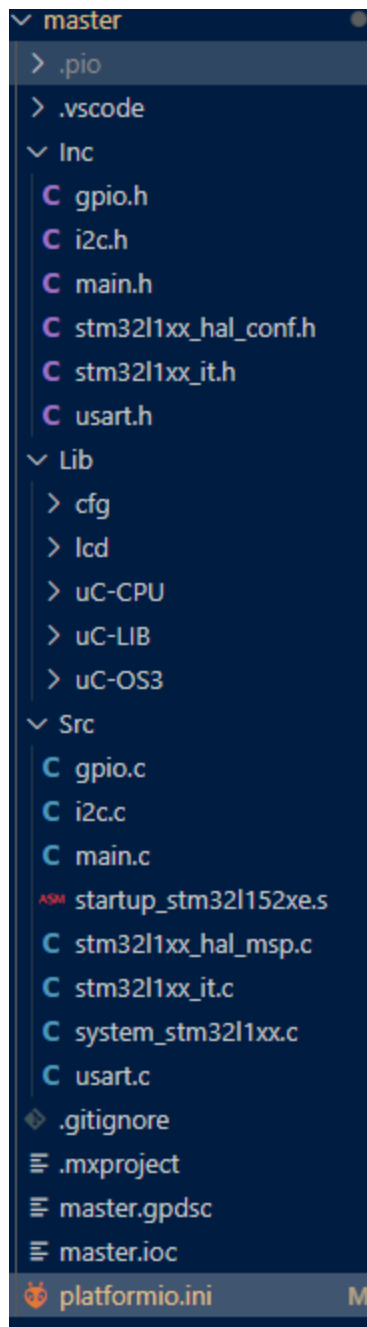 master
.pio
.vscode
Inc
C gpio.h
C i2c.h
C main.h
C stm32l1xx_hal_conf.h
C stm32l1xx_it.h
C usart.h
Lib
cfg
lcd
uC-CPU
uC-LIB
uC-OS3
Src
C gpio.c
C i2c.c
C main.c
ASM startup_stm32l152xe.s
C stm32l1xx_hal_msp.c
C stm32l1xx_it.c
C system_stm32l1xx.c
C usart.c
.gitignore
.mxproject
master.gpdsc
master.ioc
platformio.ini M